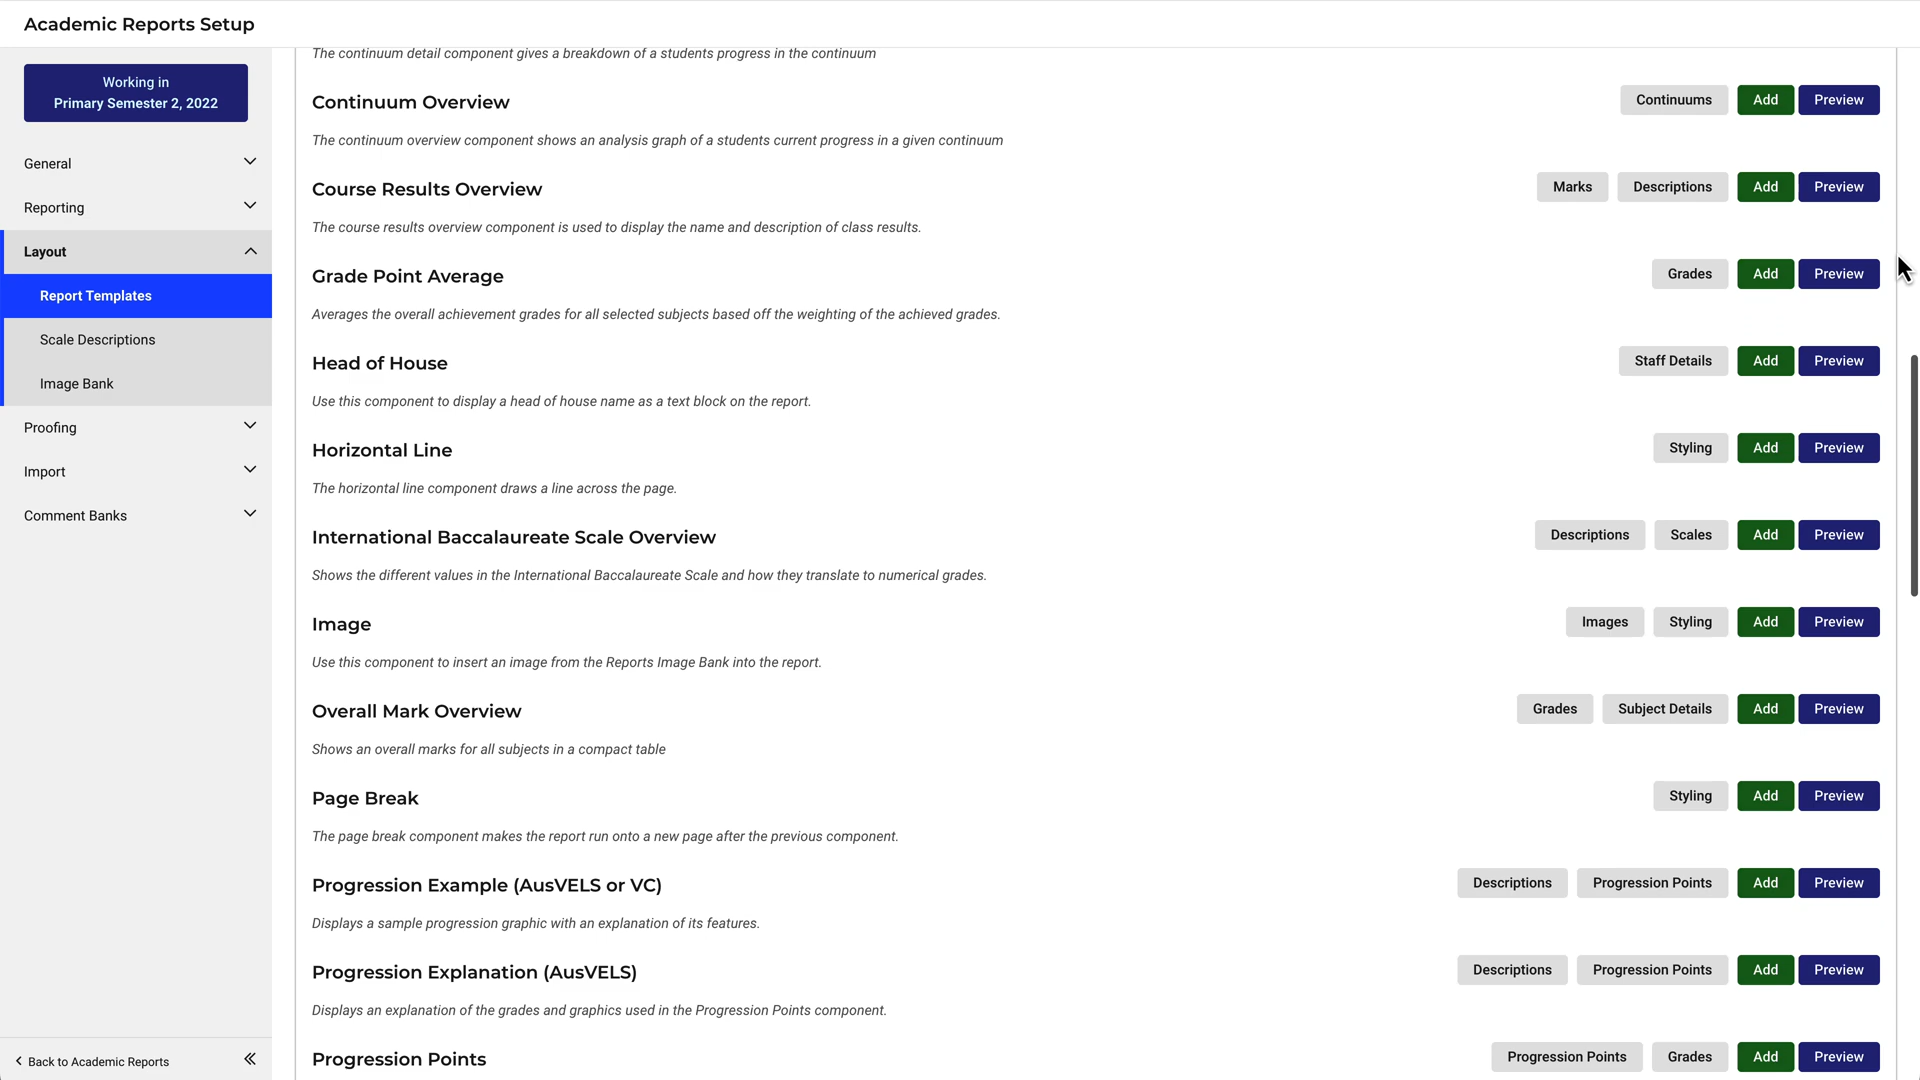 Academic Reports Setup
Working in
Primary Semester 2, 2022
General
Reporting
Layout
Report Templates
Scale Descriptions
Image Bank
Proofing
Import
Comment Banks
Back to Academic Reports
The continuum detail component gives a breakdown of a students progress in the continuum
Continuum Overview Continuums Add Preview
The continuum overview component shows an analysis graph of a students current progress in a given continuum
Course Results Overview Marks Descriptions Add Preview
The course results overview component is used to display the name and description of class results.
Grade Point Average Grades Add Preview
Averages the overall achievement grades for all selected subjects based off the weighting of the achieved grades.
Head of House Staff Details Add Preview
Use this component to display a head of house name as a text block on the report.
Horizontal Line Styling Add Preview
The horizontal line component draws a line across the page.
International Baccalaureate Scale Overview Descriptions Scales Add Preview
Shows the different values in the International Baccalaureate Scale and how they translate to numerical grades.
Image Images Styling Add Preview
Use this component to insert an image from the Reports Image Bank into the report.
Overall Mark Overview Grades Subject Details Add Preview
Shows an overall marks for all subjects in a compact table
Page Break Styling Add Preview
The page break component makes the report run onto a new page after the previous component.
Progression Example (AusVELS or VC) Descriptions Progression Points Add Preview
Displays a sample progression graphic with an explanation of its features.
Progression Explanation (AusVELS) Descriptions Progression Points Add Preview
Displays an explanation of the grades and graphics used in the Progression Points component.
Progression Points Progression Points Grades Add Preview